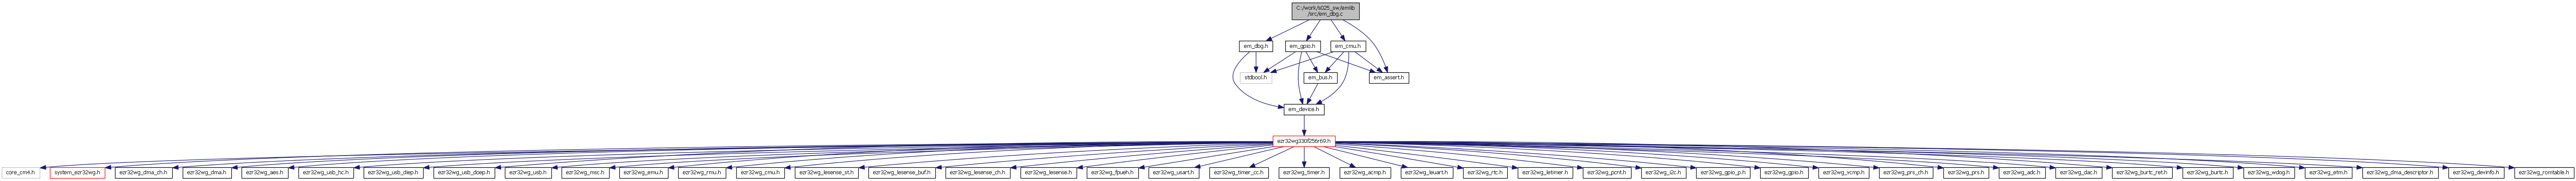 C:/work/s025_sw/emlib
/src/em_dbg.c
em_dbg.h
em_gpio.h
em_cmu.h
stdbool.h
em_bus.h
em_assert.h
em_device.h
ezr32wg330f256r69.h
core_cm4.h
system_ezr32wg.h
ezr32wg_dma_ch.h
ezr32wg_dma.h
ezr32wg_aes.h
ezr32wg_usb_hc.h
ezr32wg_usb_diep.h
ezr32wg_usb_doep.h
ezr32wg_usb.h
ezr32wg_msc.h
ezr32wg_emu.h
ezr32wg_rmu.h
ezr32wg_cmu.h
ezr32wg_lesense_st.h
ezr32wg_lesense_buf.h
ezr32wg_lesense_ch.h
ezr32wg_lesense.h
ezr32wg_fpueh.h
ezr32wg_usart.h
ezr32wg_timer_cc.h
ezr32wg_timer.h
ezr32wg_acmp.h
ezr32wg_leuart.h
ezr32wg_rtc.h
ezr32wg_letimer.h
ezr32wg_pcnt.h
ezr32wg_i2c.h
ezr32wg_gpio_p.h
ezr32wg_gpio.h
ezr32wg_vcmp.h
ezr32wg_prs_ch.h
ezr32wg_prs.h
ezr32wg_adc.h
ezr32wg_dac.h
ezr32wg_burtc_ret.h
ezr32wg_burtc.h
ezr32wg_wdog.h
ezr32wg_etm.h
ezr32wg_dma_descriptor.h
ezr32wg_devinfo.h
ezr32wg_romtable.h